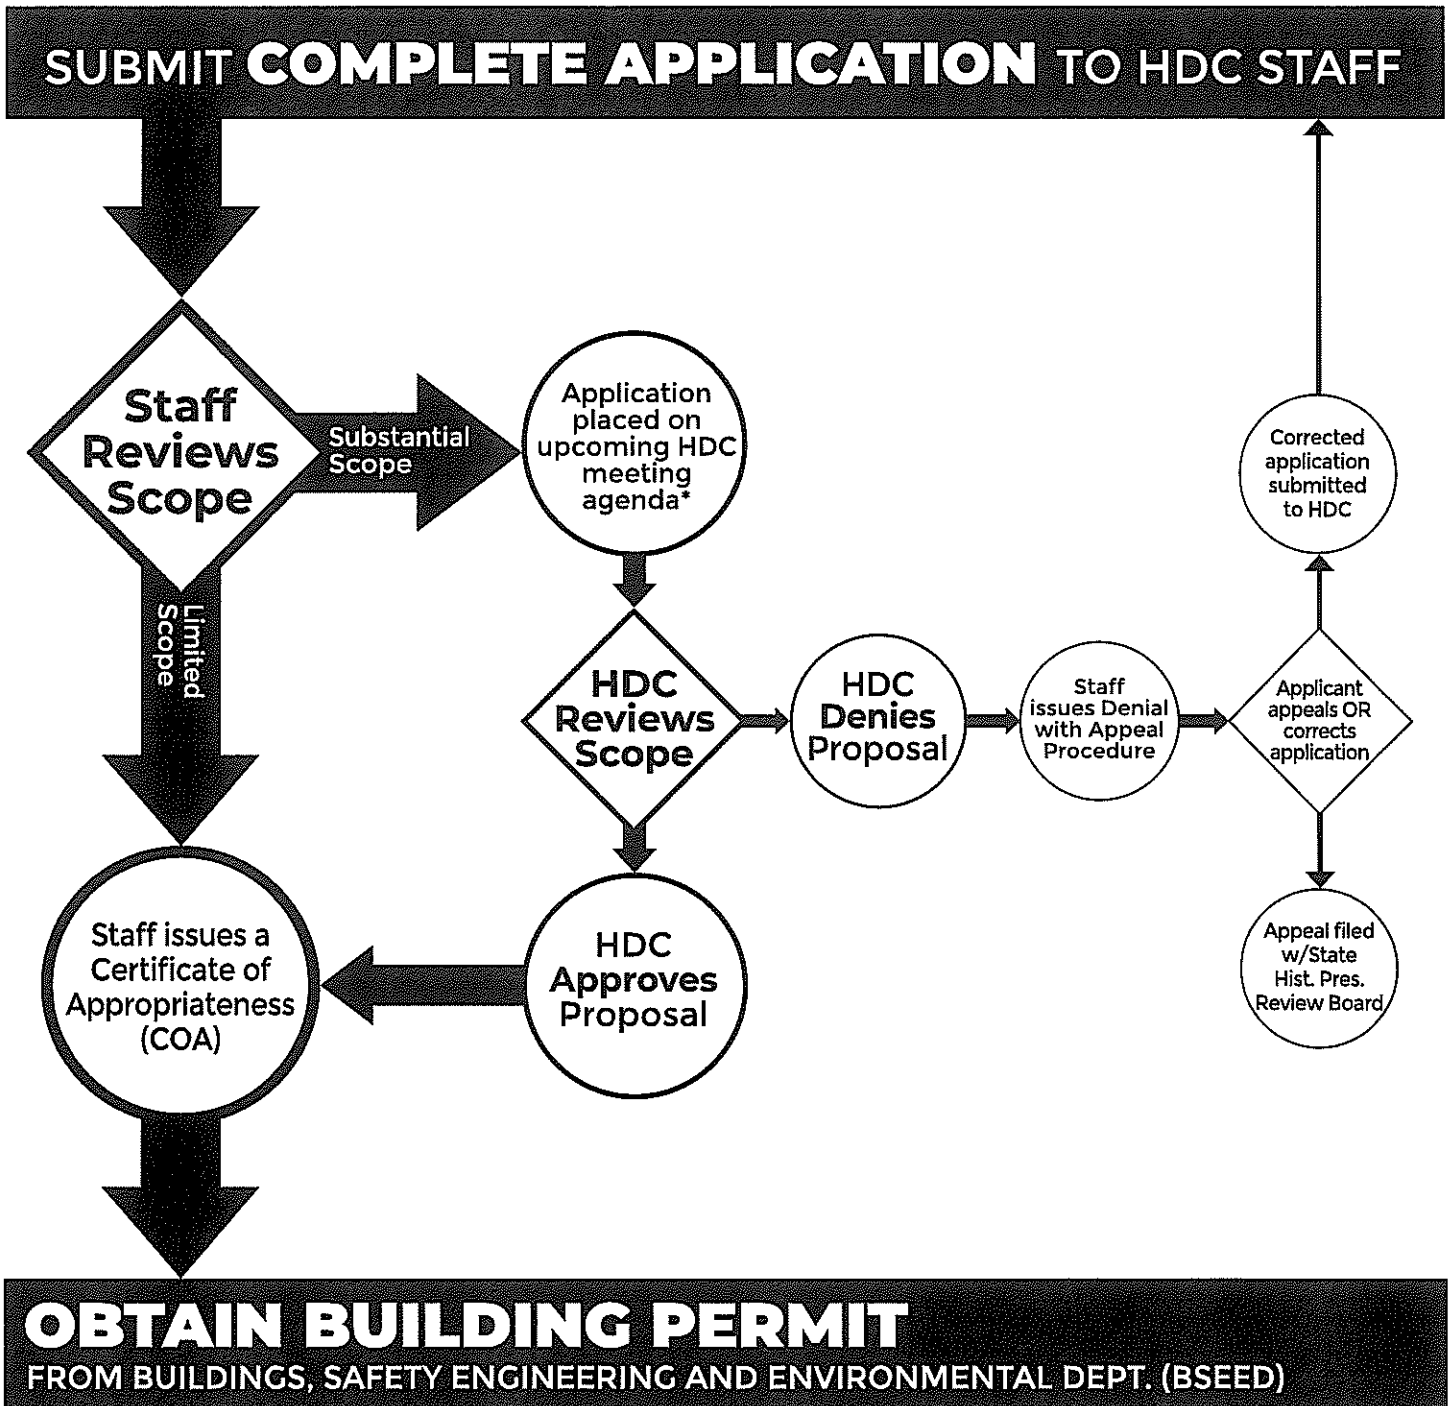 SUBMIT COMPLETE APPLICATION TO HDC STAFF
Staff
Reviews
Scope
Substantial
Scope
Application
placed on
upcoming HDC
meeting
agenda*
Corrected
application
submitted
to HDC
Limited
Scope
HDC
Reviews
Scope
HDC
Denies
Proposal
Staff
issues Denial
with Appeal
Procedure
Applicant
appeals OR
corrects
application
Staff issues a
Certificate of
Appropriateness
(COA)
HDC
Approves
Proposal
Appeal filed
w/State
Hist. Pres.
Review Board
OBTAIN BUILDING PERMIT
FROM BUILDINGS, SAFETY ENGINEERING AND ENVIRONMENTAL DEPT. (BSEED)